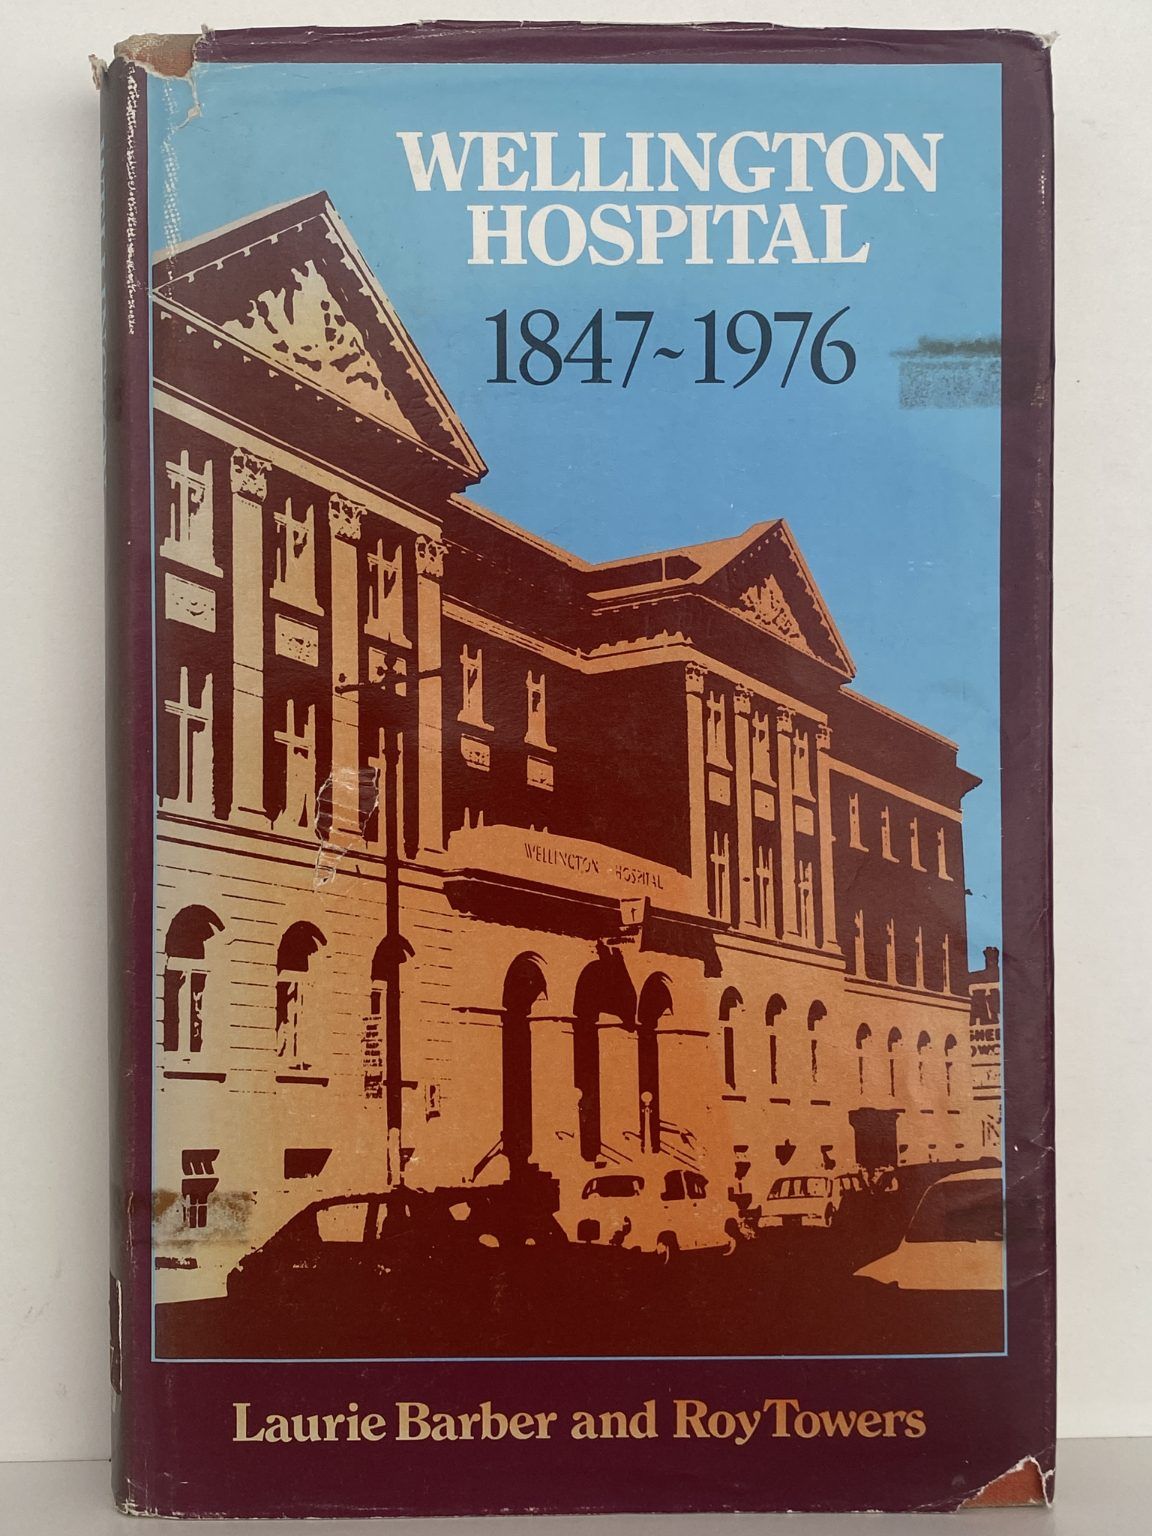 WELLINGTON
HOSPITAL
1847~1976
WELLINGTON HOSPITAL
Laurie Barber and Roy Towers